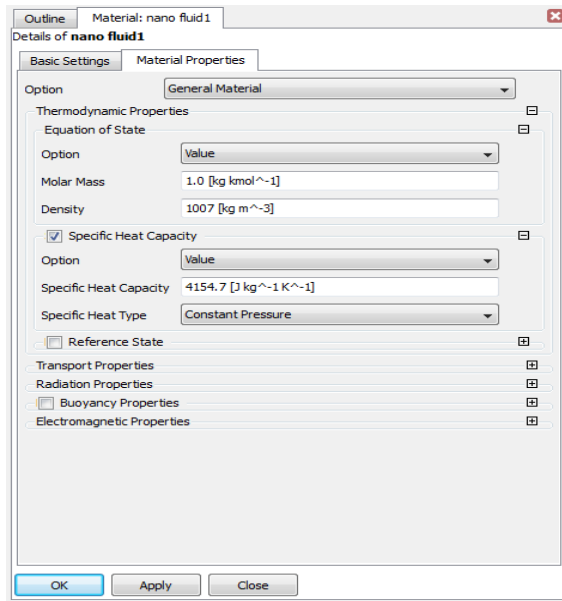 Outline Material: nano fluid1
Details of nano fluid1
Basic Settings Material Properties
Option General Material
Thermodynamic Properties
Equation of State
Option Value
Molar Mass 1.0 [kg kmol^-1]
Density 1007 [kg m^-3]
Specific Heat Capacity
Option Value
Specific Heat Capacity 4154.7 [J kg^-1 K^-1]
Specific Heat Type Constant Pressure
Reference State
Transport Properties
Radiation Properties
Buoyancy Properties
Electromagnetic Properties
OK Apply Close